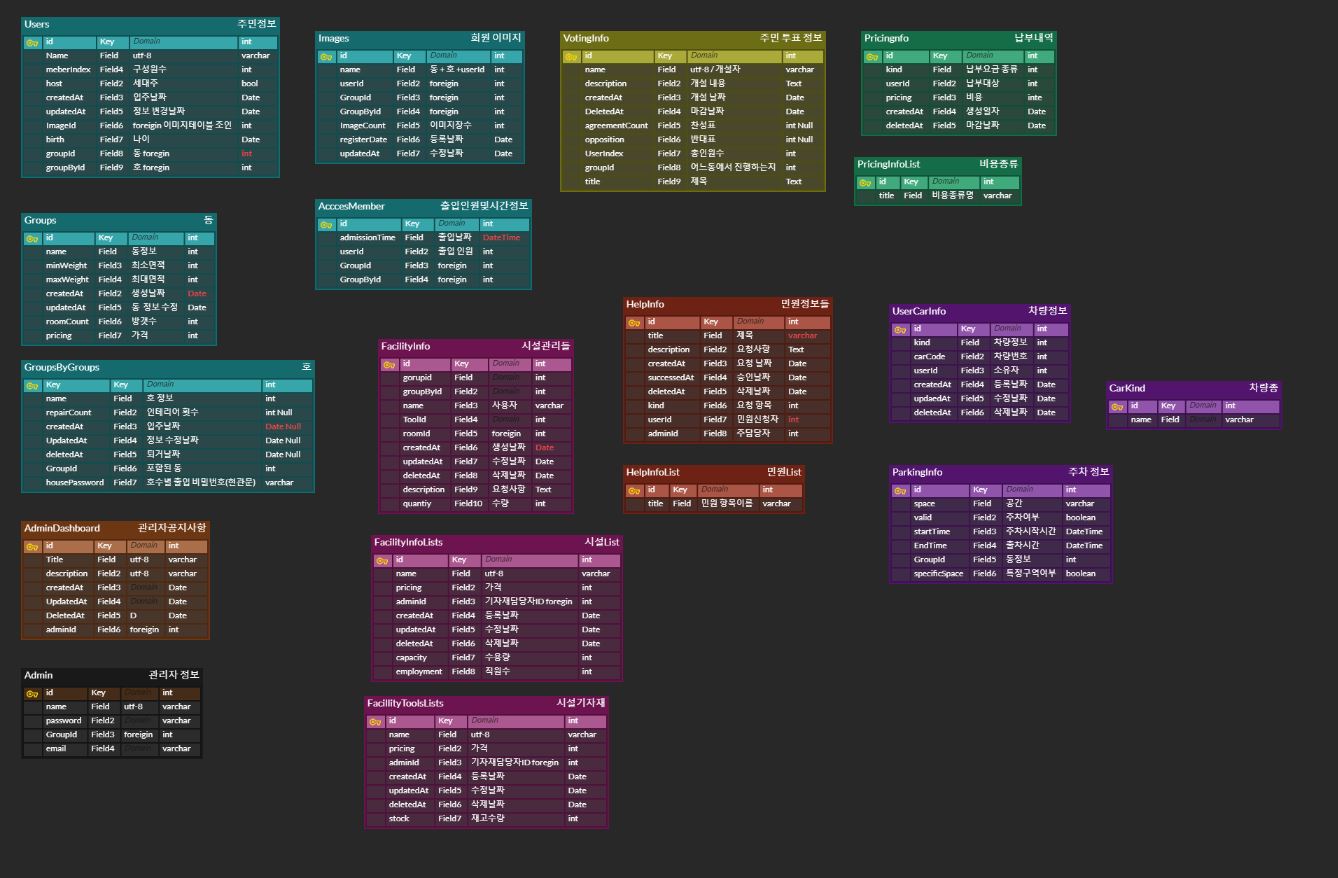 Users 주민정보
id Key Domain int
Name Field utf-8 varchar
meberIndex Field4 구성원수 int
host Field2 세대주 bool
createdAt Field3 입주날짜 Date
updatedAt Field5 정보 변경날짜 Date
ImageId Field6 foreigin 이미지테이블 조인 int
birth Field7 나이 Date
groupId Field8 동 foregin int
groupById Field9 호 foregin int
Images 회원 이미지
id Key Domain int
name Field 동 + 호 +userId int
userId Field2 foreigin int
GroupId Field3 foreigin int
GroupById Field4 foreigin int
ImageCount Field5 이미지장수 int
registerDate Field6 등록날짜 Date
updatedAt Field7 수정날짜 Date
VotingInfo 주민 투표 정보
id Key Domain int
name Field utf-8 / 개설자 varchar
description Field2 개설 내용 Text
createdAt Field3 개설 날짜 Date
DeletedAt Field4 마감날짜 Date
agreementCount Field5 찬성표 int Null
opposition Field6 반대표 int Null
UserIndex Field7 총인원수 int
groupId Field8 어느동에서 진행하는지 int
title Field9 제목 Text
Pricingnfo 납부내역
id Key Domain int
kind Field 납부요금 종류 int
userId Field2 납부대상 int
pricing Field3 비용 inte
createdAt Field4 생성일자 Date
deletedAt Field5 마감날짜 Date
PricingInfoList 비용종류
id Key Domain int
title Field 비용종류명 varchar
Groups 동
id Key Domain int
name Field 동정보 int
minWeight Field3 최소면적 int
maxWeight Field4 최대면적 int
createdAt Field2 생성날짜 Date
updatedAt Field5 동 정보 수정 Date
roomCount Field6 방갯수 int
pricing Field7 가격 int
AcccesMember 출입인원및시간정보
id Key Domain int
admissionTime Field 출입날짜 DateTime
userId Field2 출입 인원 int
GroupId Field3 foreigin int
GroupById Field4 foreigin int
GroupsByGroups 호
Key Key Domain int
name Field 호 정보 int
repairCount Field2 인테리어 횟수 int Null
createdAt Field3 입주날짜 Date Null
UpdatedAt Field4 정보 수정날짜 Date Null
deletedAt Field5 퇴거날짜 Date Null
GroupId Field6 포함된 동 int
housePassword Field7 호수별 출입 비밀번호(현관문) varchar
FacilityInfo 시설관리들
id Key Domain int
gorupid Field Domain int
groupById Field2 Domain int
name Field3 사용자 varchar
ToolId Field4 Domain int
roomId Field5 foreigin int
createdAt Field6 생성날짜 Date
updatedAt Field7 수정날짜 Date
deletedAt Field8 삭제날짜 Date
description Field9 요청사항 Text
quantiy Field10 수량 int
HelpInfo 민원정보들
id Key Domain int
title Field 제목 varchar
description Field2 요청사항 Text
createdAt Field3 요청 날짜 Date
successedAt Field4 승인날짜 Date
deletedAt Field5 삭제날짜 Date
kind Field6 요청 항목 int
userId Field7 민원신청자 int
adminId Field8 주담당자 int
HelpInfoList 민원List
id Key Domain int
title Field 민원 항목이름 varchar
UserCarInfo 차량정보
id Key Domain int
kind Field 차량정보 int
carCode Field2 차량번호 int
userId Field3 소유자 int
createdAt Field4 등록날짜 Date
updaedAt Field5 수정날짜 Date
deletedAt Field6 삭제날짜 Date
CarKind 차량종
id Key Domain int
name Field Domain varchar
ParkingInfo 주차 정보
id Key Domain int
space Field 공간 varchar
valid Field2 주차여부 boolean
startTime Field3 주차시작시간 DateTime
EndTime Field4 출차시간 DateTime
GroupId Field5 동정보 int
specificSpace Field6 특정구역여부 boolean
AdminDashboard 관리자공지사항
id Key Domain int
Title Field utf-8 varchar
description Field2 utf-8 varchar
createdAt Field3 Domain Date
UpdatedAt Field4 Domain Date
DeletedAt Field5 D Date
adminId Field6 foreigin int
FacilityInfoLists 시설List
id Key Domain int
name Field utf-8 varchar
pricing Field2 가격 int
adminId Field3 기자재담당자ID foregin int
createdAt Field4 등록날짜 Date
updatedAt Field5 수정날짜 Date
deletedAt Field6 삭제날짜 Date
capacity Field7 수용량 int
employment Field8 직원수 int
Admin 관리자 정보
id Key Domain int
name Field utf-8 varchar
password Field2 Domain varchar
GroupId Field3 foreigin int
email Field4 Domain varchar
FacillityToolsLists 시설기자재
id Key Domain int
name Field utf-8 varchar
pricing Field2 가격 int
adminId Field3 기자재담당자ID foregin int
createdAt Field4 등록날짜 Date
updatedAt Field5 수정날짜 Date
deletedAt Field6 삭제날짜 Date
stock Field7 재고수량 int